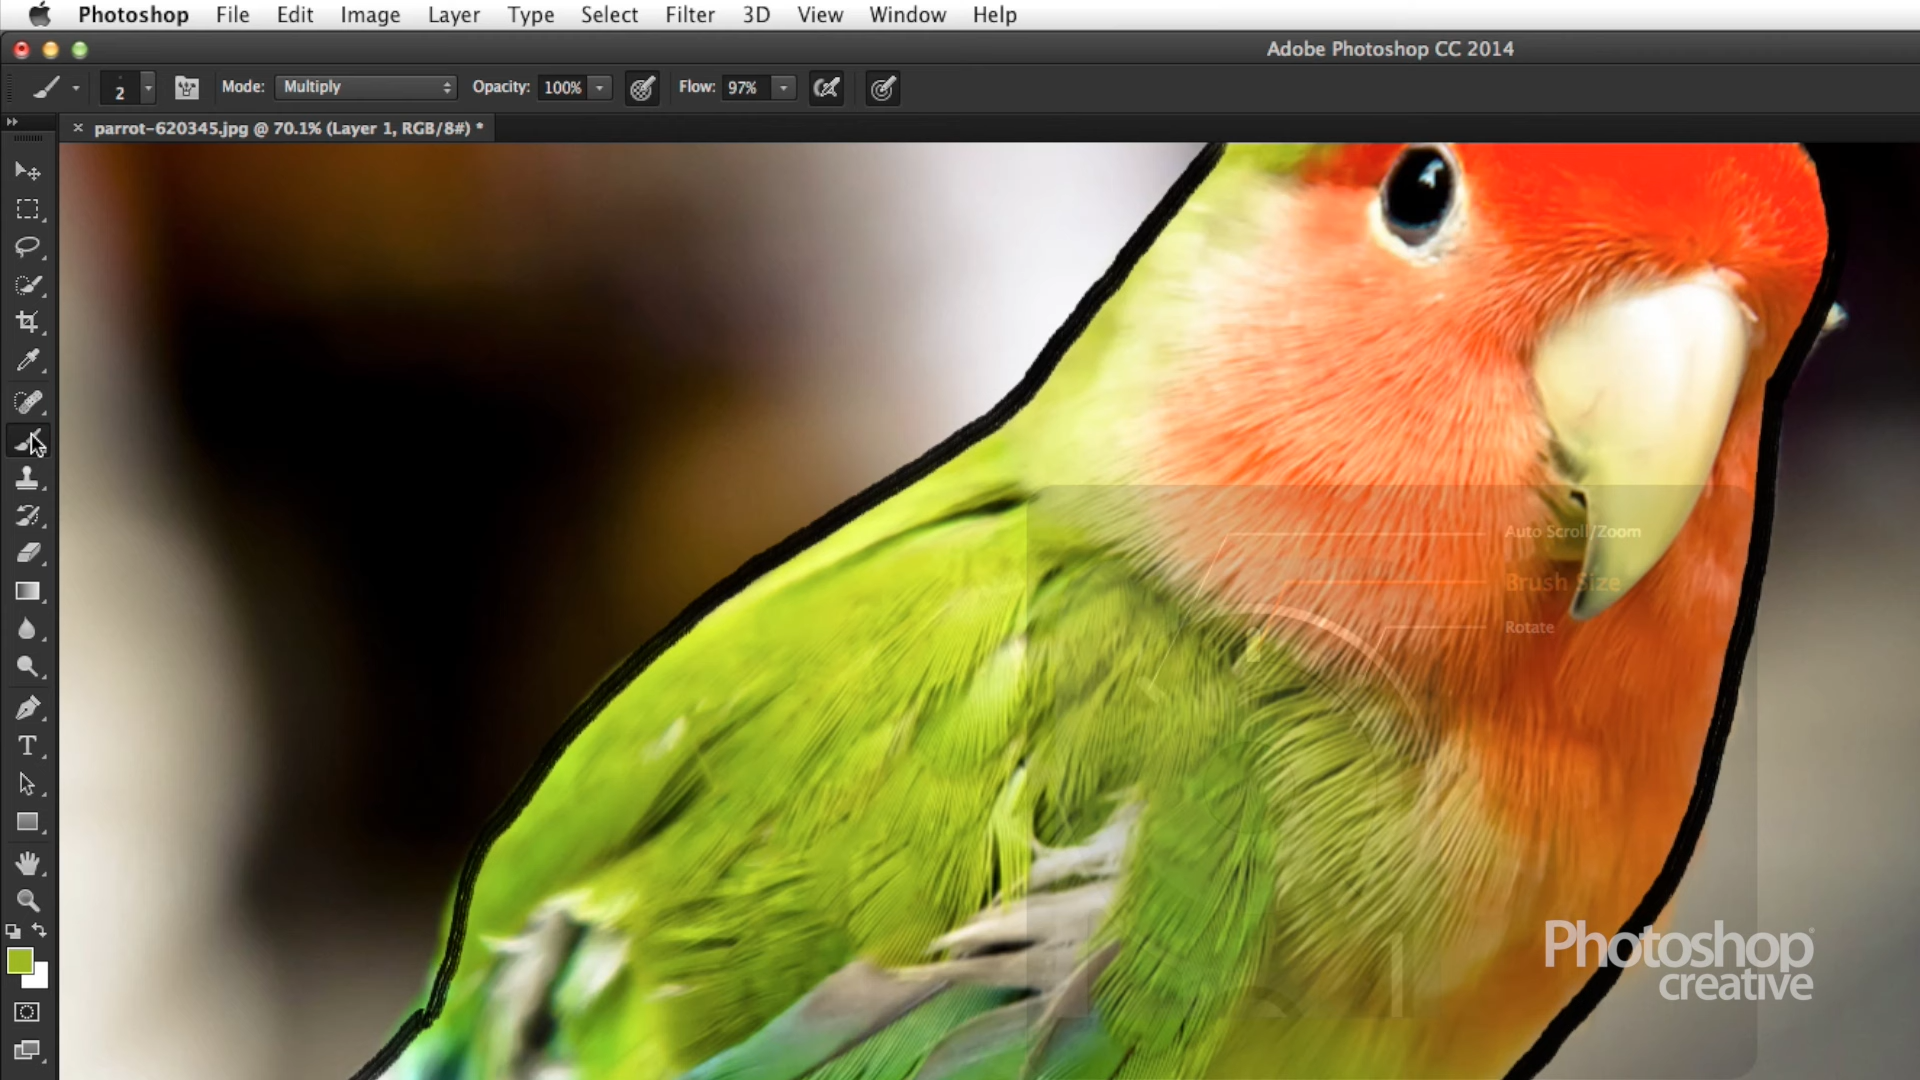 Photoshop File Edit Image Layer Type Select Filter 3D View Window Help
Adobe Photoshop CC 2014
2 Mode: Multiply Opacity: 100% Flow: 97%
× parrot-620345.jpg @ 70.1% (Layer 1, RGB/8#) *
Auto Scroll/Zoom
Brush Size
Rotate
T
Photoshop
creative